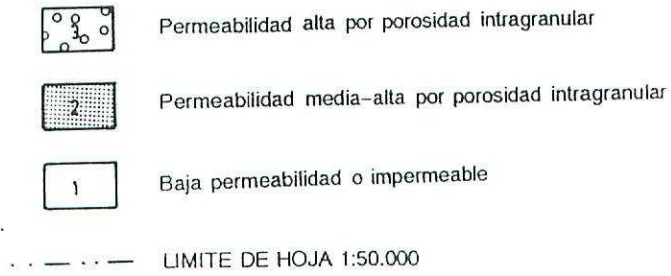 3 Permeabilidad alta por porosidad intragranular
2 Permeabilidad media-alta por porosidad intragranular
1 Baja permeabilidad o impermeable
LIMITE DE HOJA 1:50.000